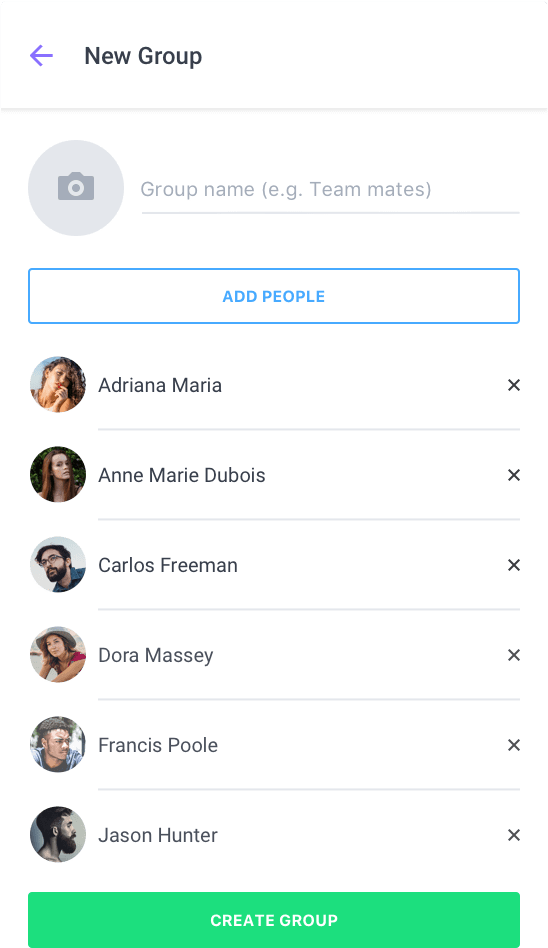 New Group
Group name (e.g. Team mates)
ADD PEOPLE
Adriana Maria
Anne Marie Dubois
Carlos Freeman
Dora Massey
Francis Poole
Jason Hunter
CREATE GROUP